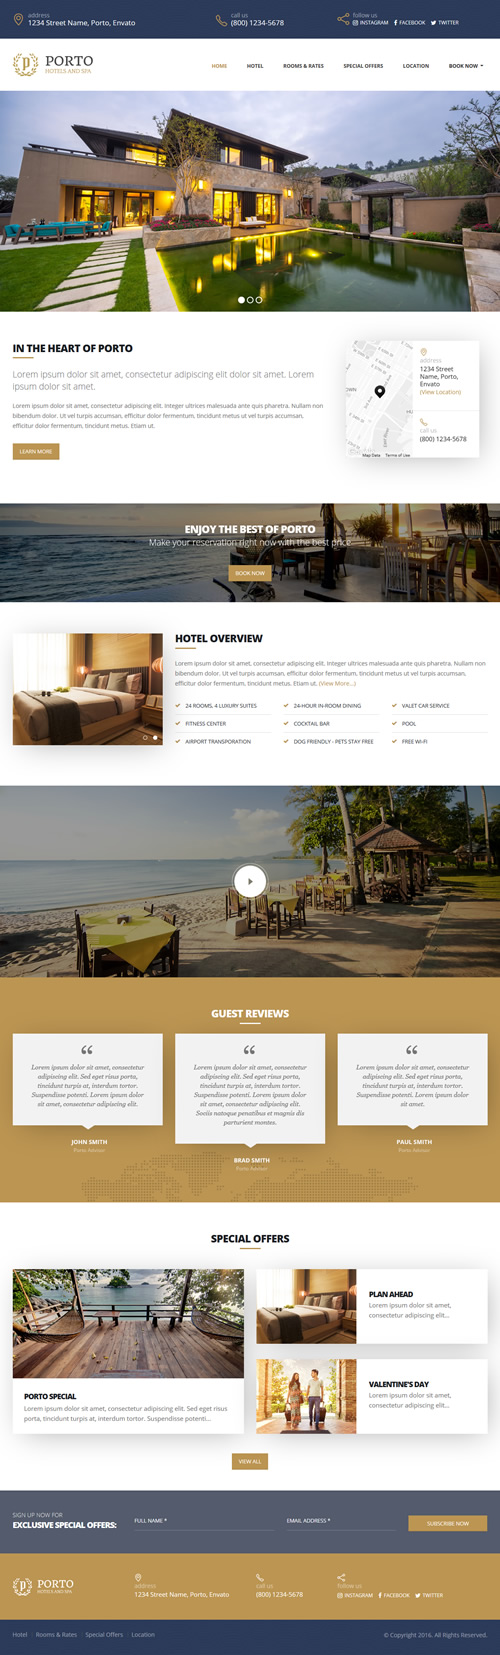 address
1234 Street Name, Porto, Envato
call us
(800) 1234-5678
follow us
INSTAGRAM FACEBOOK TWITTER
PORTO
HOTELS AND SPA
HOME HOTEL ROOMS & RATES SPECIAL OFFERS LOCATION BOOK NOW
IN THE HEART OF PORTO
Lorem ipsum dolor sit amet, consectetur adipiscing elit dolor sit amet. Lorem
ipsum dolor sit amet.
Lorem ipsum dolor sit amet, consectetur adipiscing elit. Integer ultrices malesuada ante quis pharetra. Nullam non
bibendum dolor. Ut vel turpis accumsan, efficitur dolor fermentum, tincidunt metus ut vel turpis accumsan,
efficitur dolor fermentum, tincidunt metus. Etiam ut.
LEARN MORE
Map Data Terms of Use
address
1234 Street
Name, Porto,
Envato
(View Location)
call us
(800) 1234-5678
ENJOY THE BEST OF PORTO
Make your reservation right now with the best price
BOOK NOW
HOTEL OVERVIEW
Lorem ipsum dolor sit amet, consectetur adipiscing elit. Integer ultrices malesuada ante quis pharetra. Nullam non
bibendum dolor. Ut vel turpis accumsan, efficitur dolor fermentum, tincidunt metus ut vel turpis accumsan,
efficitur dolor fermentum, tincidunt metus. Etiam ut. (View More...)
24 ROOMS, 4 LUXURY SUITES
24-HOUR IN-ROOM DINING
VALET CAR SERVICE
FITNESS CENTER
COCKTAIL BAR
POOL
AIRPORT TRANSPORATION
DOG FRIENDLY - PETS STAY FREE
FREE WI-FI
GUEST REVIEWS
Lorem ipsum dolor sit amet, consectetur
adipiscing elit. Sed eget risus porta,
tincidunt turpis at, interdum tortor.
Suspendisse potenti. Lorem ipsum dolor
sit amet, consectetur adipiscing elit.
JOHN SMITH
Porto Advisor
Lorem ipsum dolor sit amet, consectetur
adipiscing elit. Sed eget risus porta,
tincidunt turpis at, interdum tortor.
Suspendisse potenti. Lorem ipsum dolor
sit amet, consectetur adipiscing elit.
Sociis natoque penatibus et magnis dis
parturient montes.
BRAD SMITH
Porto Advisor
Lorem ipsum dolor sit amet, consectetur
adipiscing elit. Sed eget risus porta,
tincidunt turpis at, interdum tortor.
Suspendisse potenti. Lorem ipsum dolor
sit amet.
PAUL SMITH
Porto Advisor
SPECIAL OFFERS
PORTO SPECIAL
Lorem ipsum dolor sit amet, consectetur adipiscing elit. Sed eget risus
porta, tincidunt turpis at, interdum tortor. Suspendisse potenti...
PLAN AHEAD
Lorem ipsum dolor sit amet,
consectetur adipiscing elit...
VALENTINE'S DAY
Lorem ipsum dolor sit amet,
consectetur adipiscing elit...
VIEW ALL
SIGN UP NOW FOR
EXCLUSIVE SPECIAL OFFERS:
FULL NAME *
EMAIL ADDRESS *
SUBSCRIBE NOW
PORTO
HOTELS AND SPA
address
1234 Street Name, Porto, Envato
call us
(800) 1234-5678
follow us
INSTAGRAM FACEBOOK TWITTER
Hotel Rooms & Rates Special Offers Location
© Copyright 2016. All Rights Reserved.